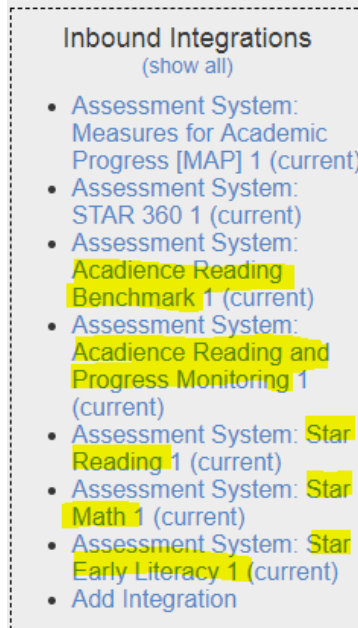 Inbound Integrations
(show all)
• Assessment System:
Measures for Academic
Progress [MAP] 1 (current)
• Assessment System:
STAR 360 1 (current)
• Assessment System:
Acadience Reading
Benchmark 1 (current)
• Assessment System:
Acadience Reading and
Progress Monitoring 1
(current)
• Assessment System: Star
Reading 1 (current)
• Assessment System: Star
Math 1 (current)
• Assessment System: Star
Early Literacy 1 (current)
• Add Integration